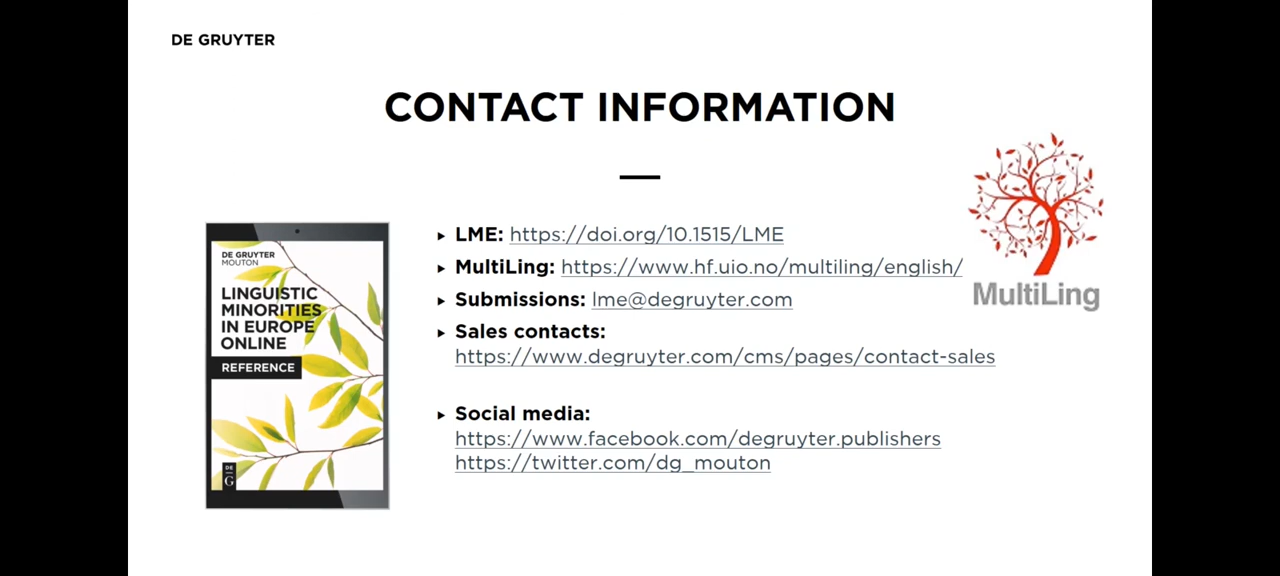 DE GRUYTER
CONTACT INFORMATION
DE GRUYTER
MOUTON
LINGUISTIC
MINORITIES
IN EUROPE
ONLINE
REFERENCE
DE
G
LME: https://doi.org/10.1515/LME
MultiLing: https://www.hf.uio.no/multiling/english/
Submissions: lme@degruyter.com
Sales contacts:
https://www.degruyter.com/cms/pages/contact-sales
Social media:
https://www.facebook.com/degruyter.publishers
https://twitter.com/dg_mouton
MultiLing